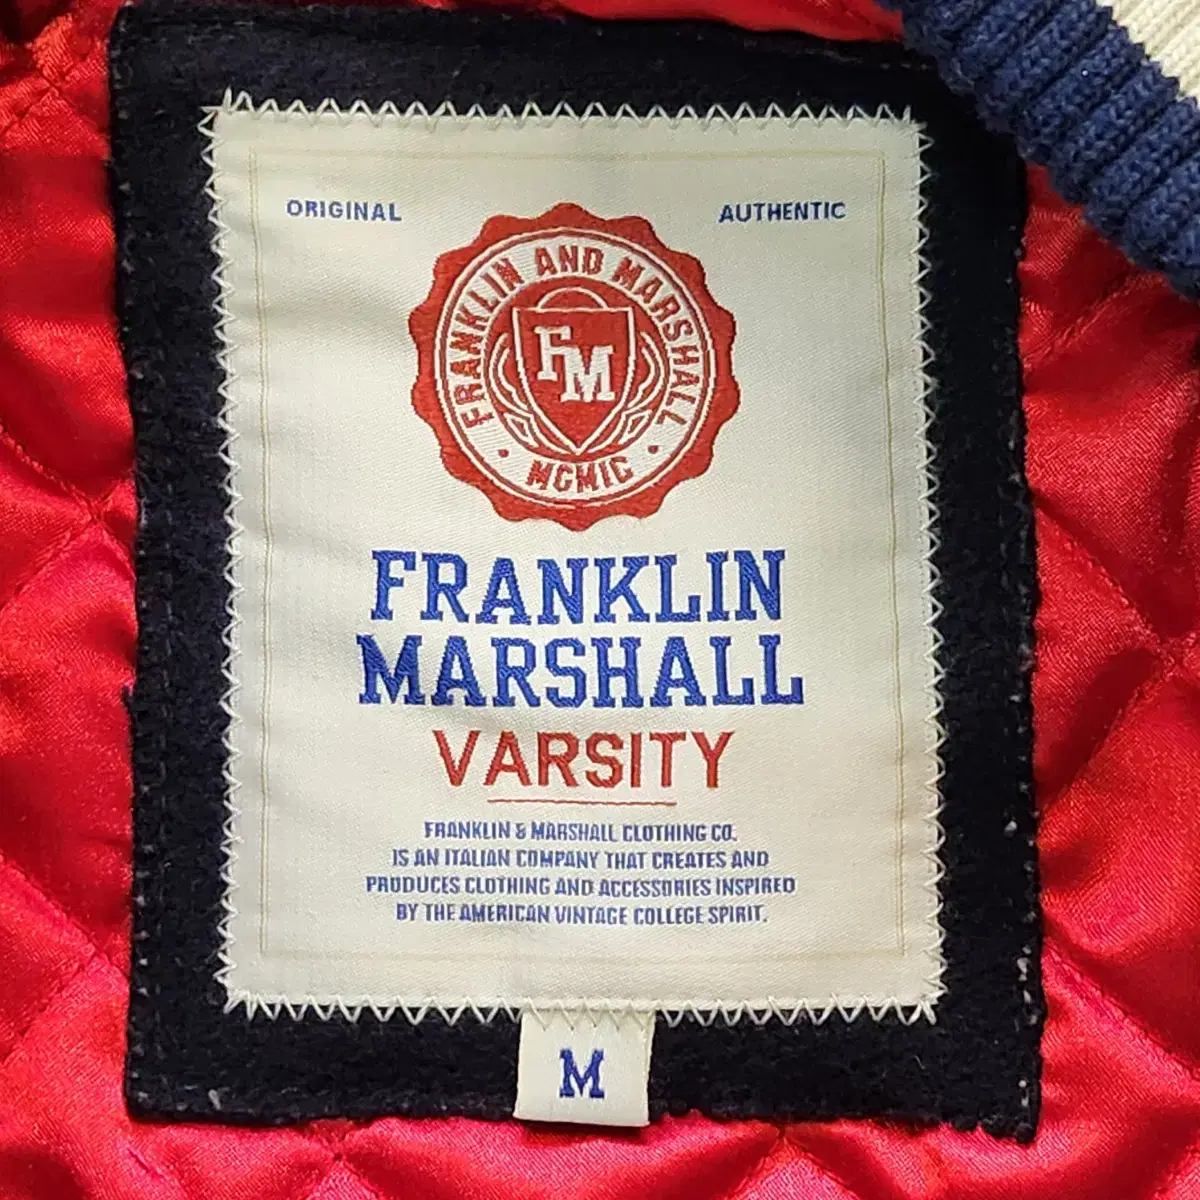 ORIGINAL
AUTHENTIC
FRANKLIN AND MARSHALL
FM
• MCMIC •
FRANKLIN
MARSHALL
VARSITY
FRANKLIN & MARSHALL CLOTHING CO.
IS AN ITALIAN COMPANY THAT CREATES AND
PRODUCES CLOTHING AND ACCESSORIES INSPIRED
BY THE AMERICAN VINTAGE COLLEGE SPIRIT.
M